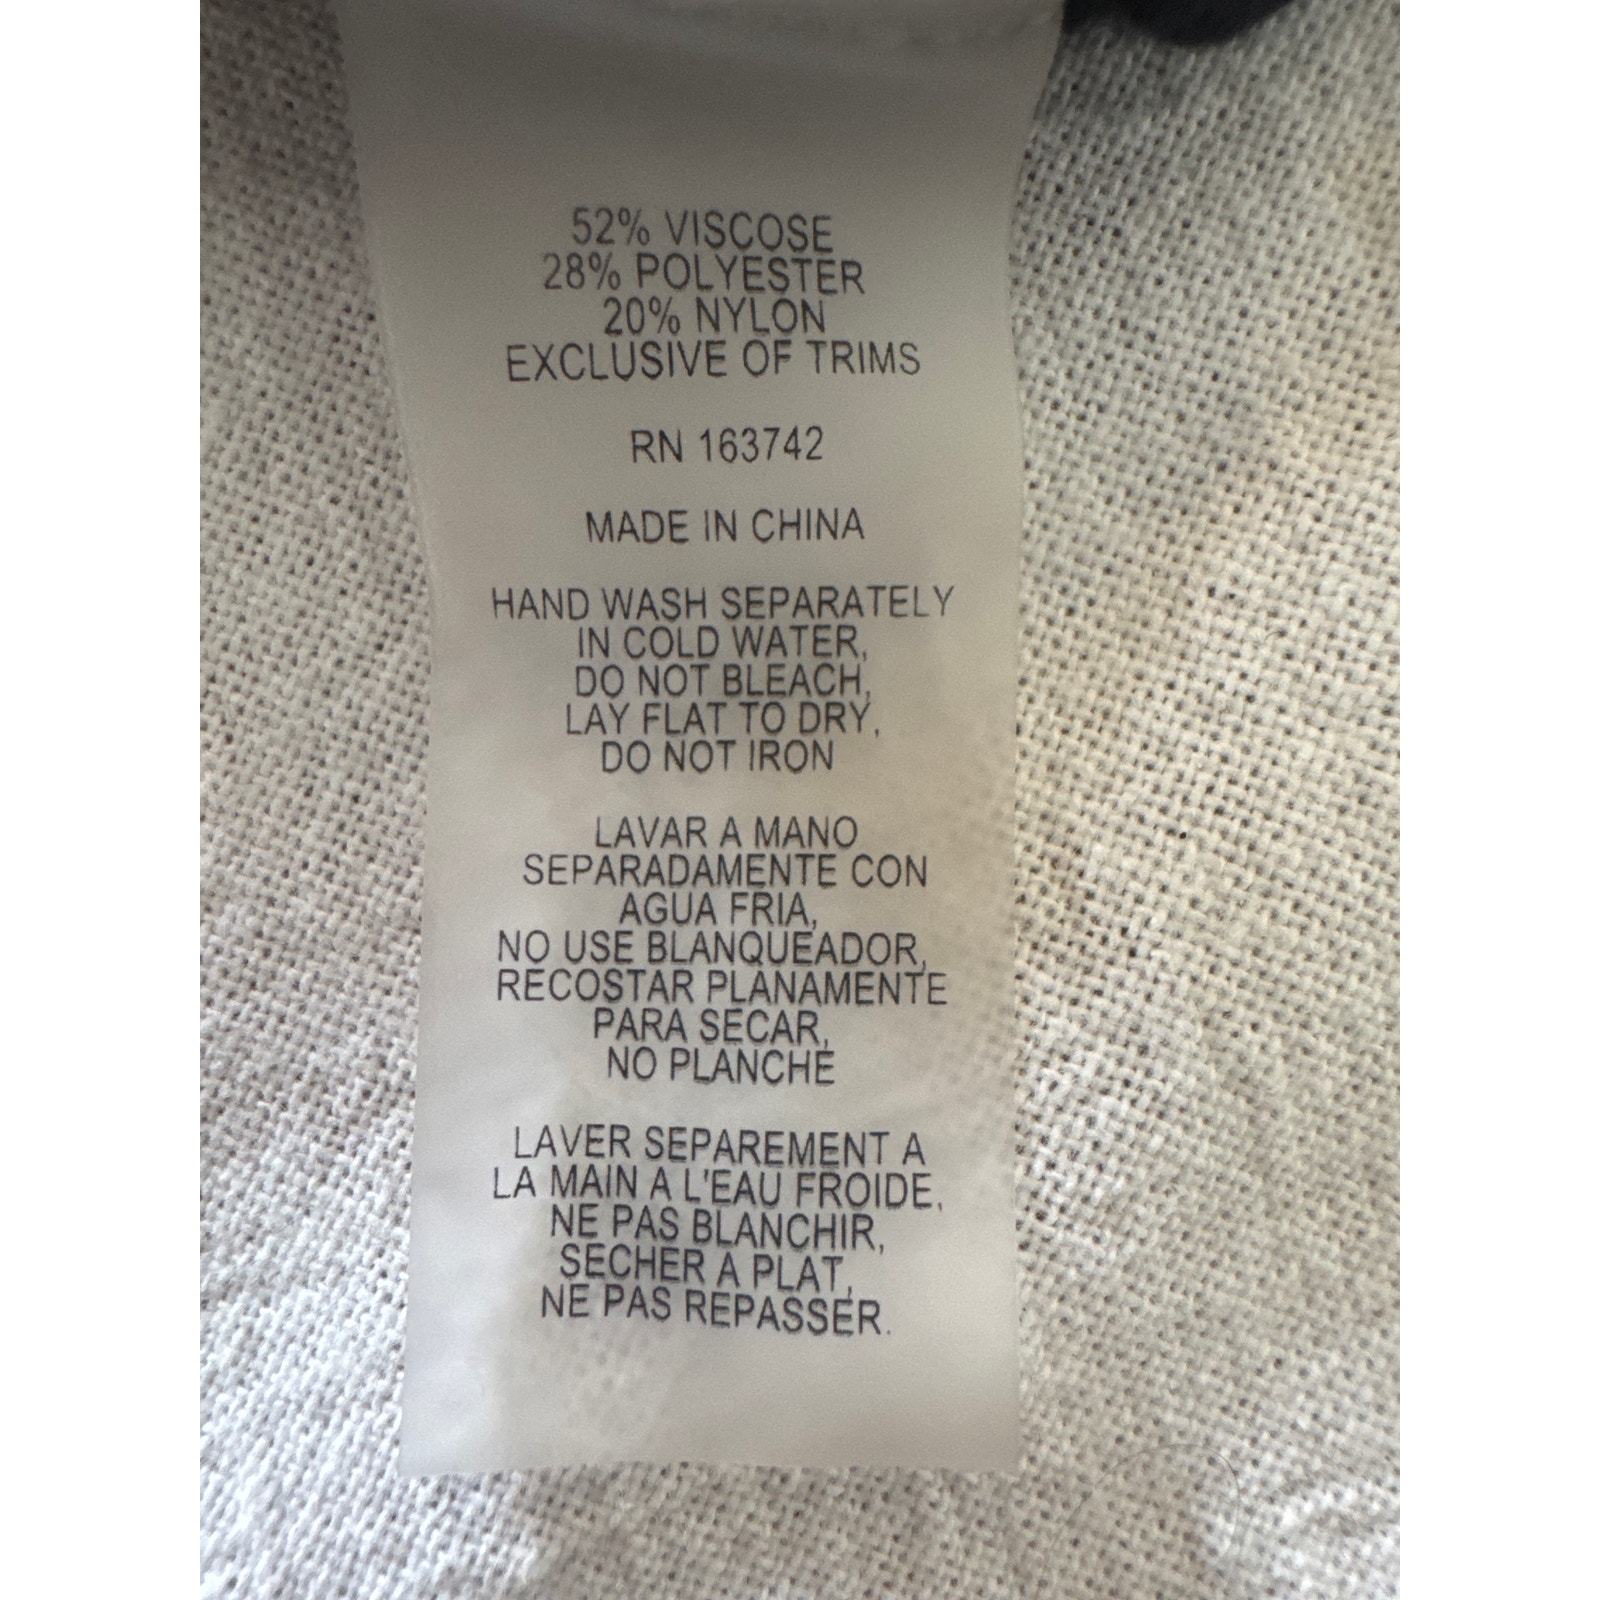 52% VISCOSE
28% POLYESTER
20% NYLON
EXCLUSIVE OF TRIMS
RN 163742
MADE IN CHINA
HAND WASH SEPARATELY
IN COLD WATER,
DO NOT BLEACH,
LAY FLAT TO DRY,
DO NOT IRON
LAVAR A MANO
SEPARADAMENTE CON
AGUA FRIA,
NO USE BLANQUEADOR,
RECOSTAR PLANAMENTE
PARA SECAR,
NO PLANCHE
LAVER SEPAREMENT A
LA MAIN A L'EAU FROIDE,
NE PAS BLANCHIR,
SECHER A PLAT,
NE PAS REPASSER.